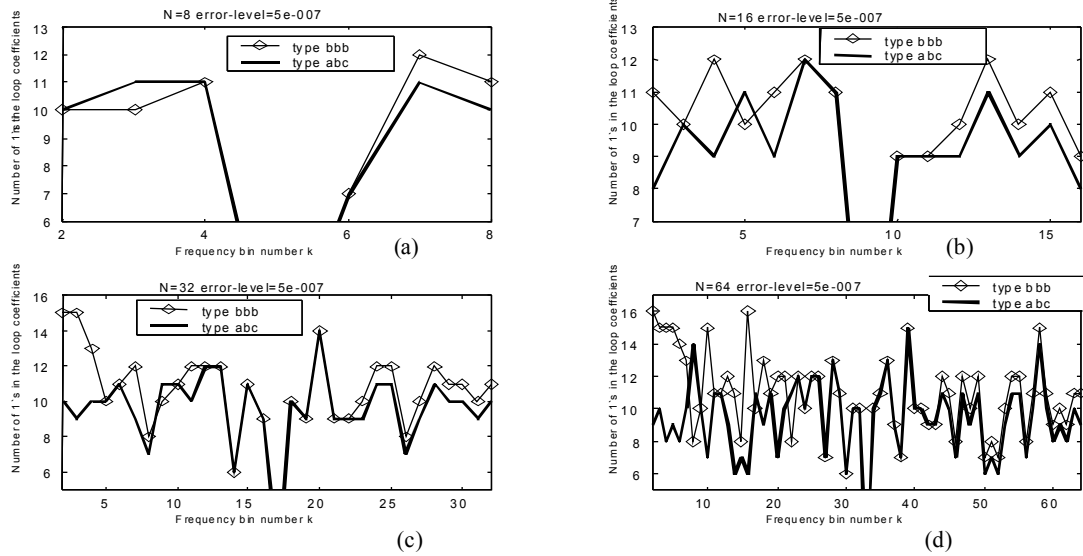 N=8 error-level=5e-007
type bbb
type abc
Number of 1's in the loop coefficients
13
12
11
10
9
8
7
6
2
4
6
8
Frequency bin number k
(a)
N=16 error-level=5e-007
type bbb
type abc
Number of 1's in the loop coefficients
13
12
11
10
9
8
7
5
10
15
Frequency bin number k
(b)
N=32 error-level=5e-007
type bbb
type abc
Number of 1's in the loop coefficients
16
14
12
10
8
6
5
10
15
20
25
30
Frequency bin number k
(c)
N=64 error-level=5e-007
type bbb
type abc
Number of 1's in the loop coefficients
16
14
12
10
8
6
10
20
30
40
50
60
Frequency bin number k
(d)